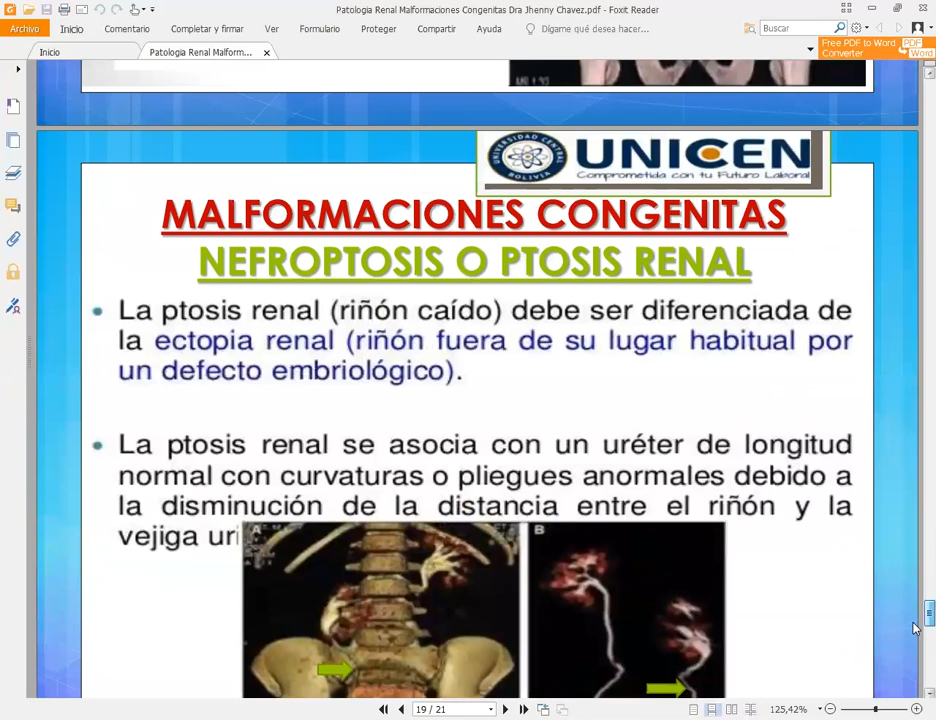 Patologia Renal Malformaciones Congenitas Dra Jhenny Chavez.pdf - Foxit Reader
Archivo Inicio Comentario Completar y firmar Ver Formulario Proteger Compartir Ayuda Dígame qué desea hacer... Buscar
Inicio Patologia Renal Malform... Free PDF to Word Converter PDF Word
UNIVERSIDAD CENTRAL BOLIVIA
UNICEN
Comprometida con tu Futuro Laboral
MALFORMACIONES CONGENITAS
NEFROPTOSIS O PTOSIS RENAL
La ptosis renal (riñón caído) debe ser diferenciada de
la ectopia renal (riñón fuera de su lugar habitual por
un defecto embriológico).
La ptosis renal se asocia con un uréter de longitud
normal con curvaturas o pliegues anormales debido a
la disminución de la distancia entre el riñón y la
vejiga uri
A B
19 / 21 125,42%